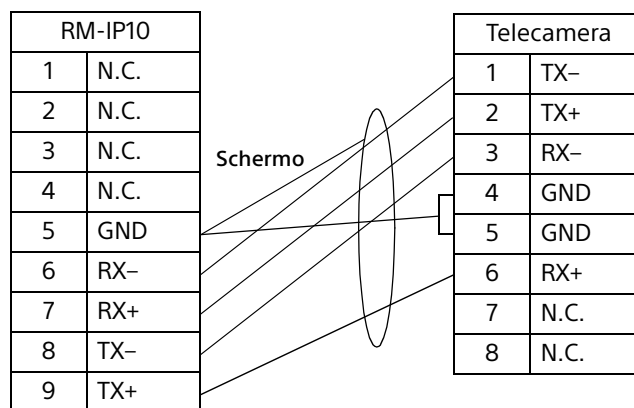 RM-IP10
1 N.C.
2 N.C.
3 N.C.
4 N.C.
5 GND
6 RX–
7 RX+
8 TX–
9 TX+
Schermo
Telecamera
1 TX–
2 TX+
3 RX–
4 GND
5 GND
6 RX+
7 N.C.
8 N.C.